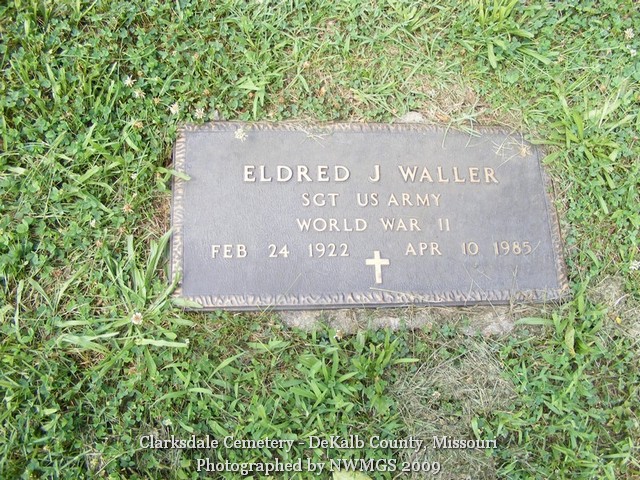 ELDRED J WALLER
SGT US ARMY
WORLD WAR II
FEB 24 1922 APR 10 1985
Clarksdale Cemetery - DeKalb County, Missouri
Photographed by NWMGS 2009